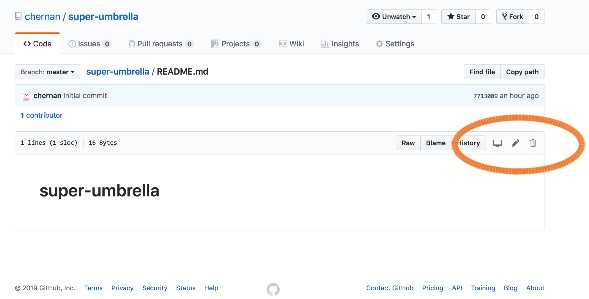 chernan / super-umbrella
Unwatch 1 Star 0 Fork 0
Code Issues 0 Pull requests 0 Projects 0 Wiki Insights Settings
Branch: master super-umbrella / README.md Find file Copy path
chernan Initial commit 7713009 an hour ago
1 contributor
1 lines (1 sloc) 16 Bytes Raw Blame History
super-umbrella
© 2019 GitHub, Inc. Terms Privacy Security Status Help Contact GitHub Pricing API Training Blog About